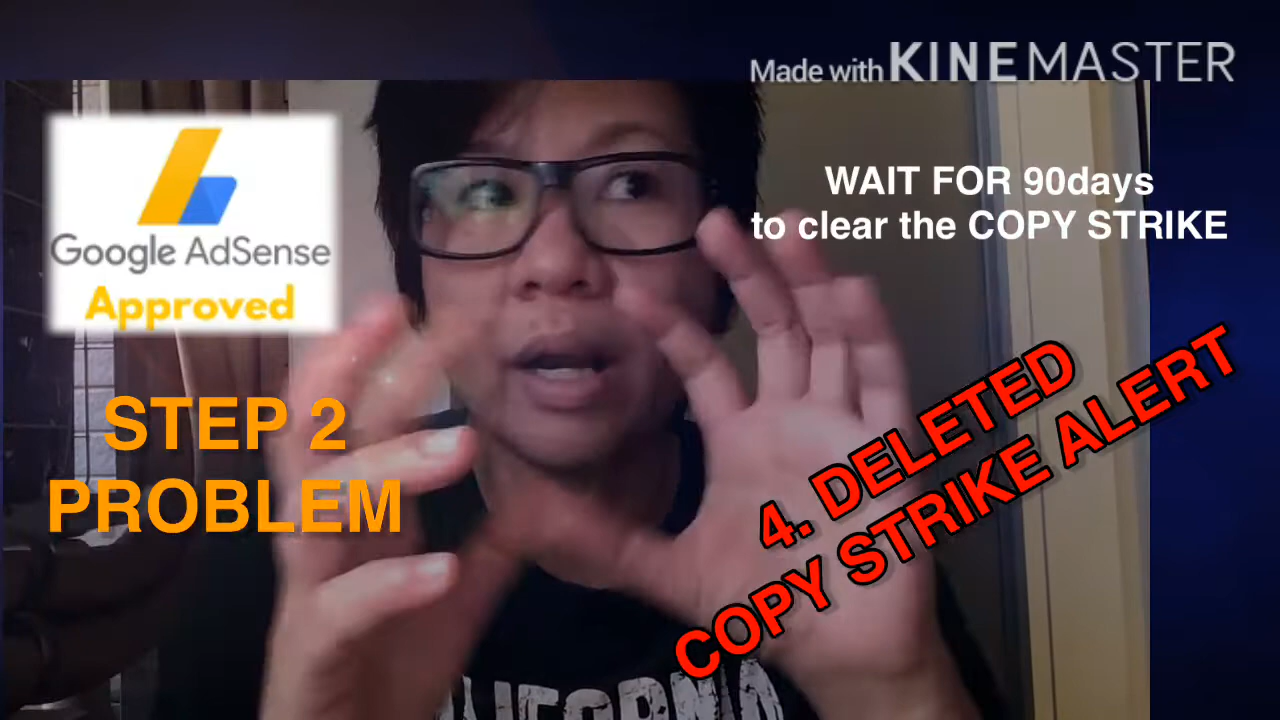 Made with KINEMASTER
Google AdSense
Approved
WAIT FOR 90days
to clear the COPY STRIKE
STEP 2
PROBLEM
4. DELETED
COPY STRIKE ALERT